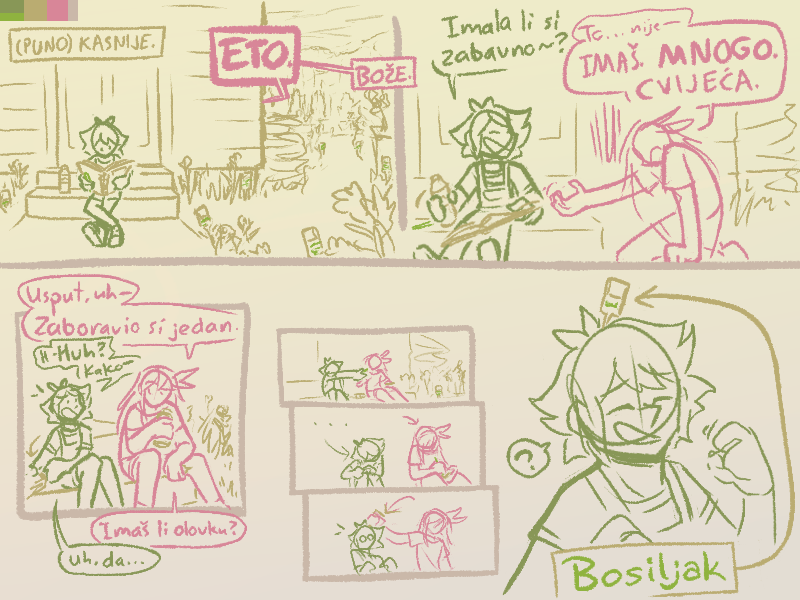 (PUNO) KASNIJE.
ETO.
BOŽE.
Imala li si
zabavno~?
To... nije—
IMAŠ. MNOGO.
CVIJEĆA.
Usput, uh—
Zaboravio si jedan.
H-Huh?
Kako—
Imaš li olovku?
Uh, da...
. . .
?
Bosiljak